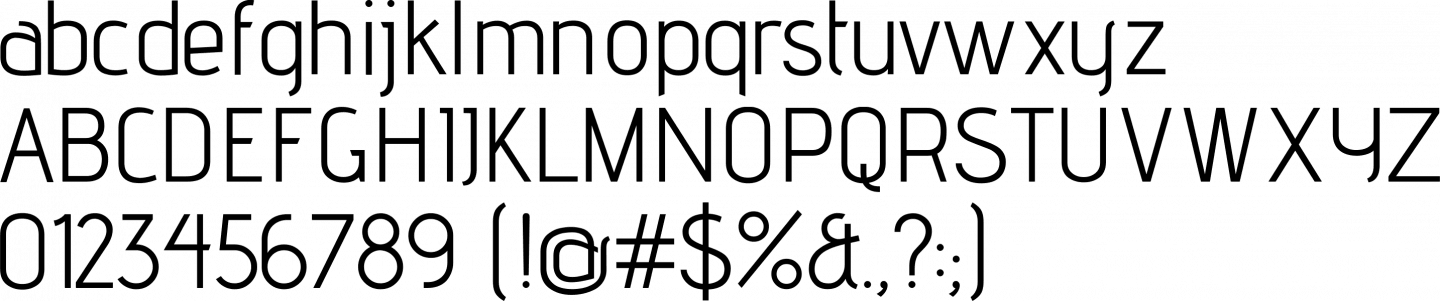 abcdefghijklmnopqrstuvwxyz
ABCDEFGHIJKLMNOPQRSTUVWXYZ
0123456789 (!@#$%&.,?:;)